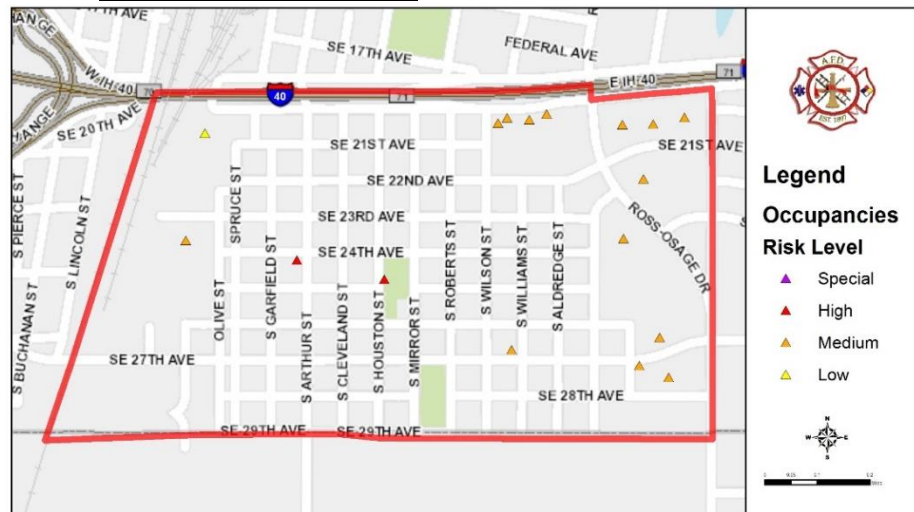 SE 17TH AVE
FEDERAL AVE
W IH 40
E IH 40
70
40
71
71
SE 20TH AVE
SE 21ST AVE
SE 21ST AVE
SE 22ND AVE
SE 23RD AVE
SE 24TH AVE
ROSS-OSAGE DR
S PIERCE ST
S LINCOLN ST
S BUCHANAN ST
SPRUCE ST
OLIVE ST
S GARFIELD ST
S ARTHUR ST
S CLEVELAND ST
S HOUSTON ST
S MIRROR ST
S ROBERTS ST
S WILSON ST
S WILLIAMS ST
S ALDREDGE ST
SE 27TH AVE
SE 28TH AVE
SE 29TH AVE
SE 29TH AVE
A.F.D.
Legend
Occupancies
Risk Level
Special
High
Medium
Low
N
W
E
S